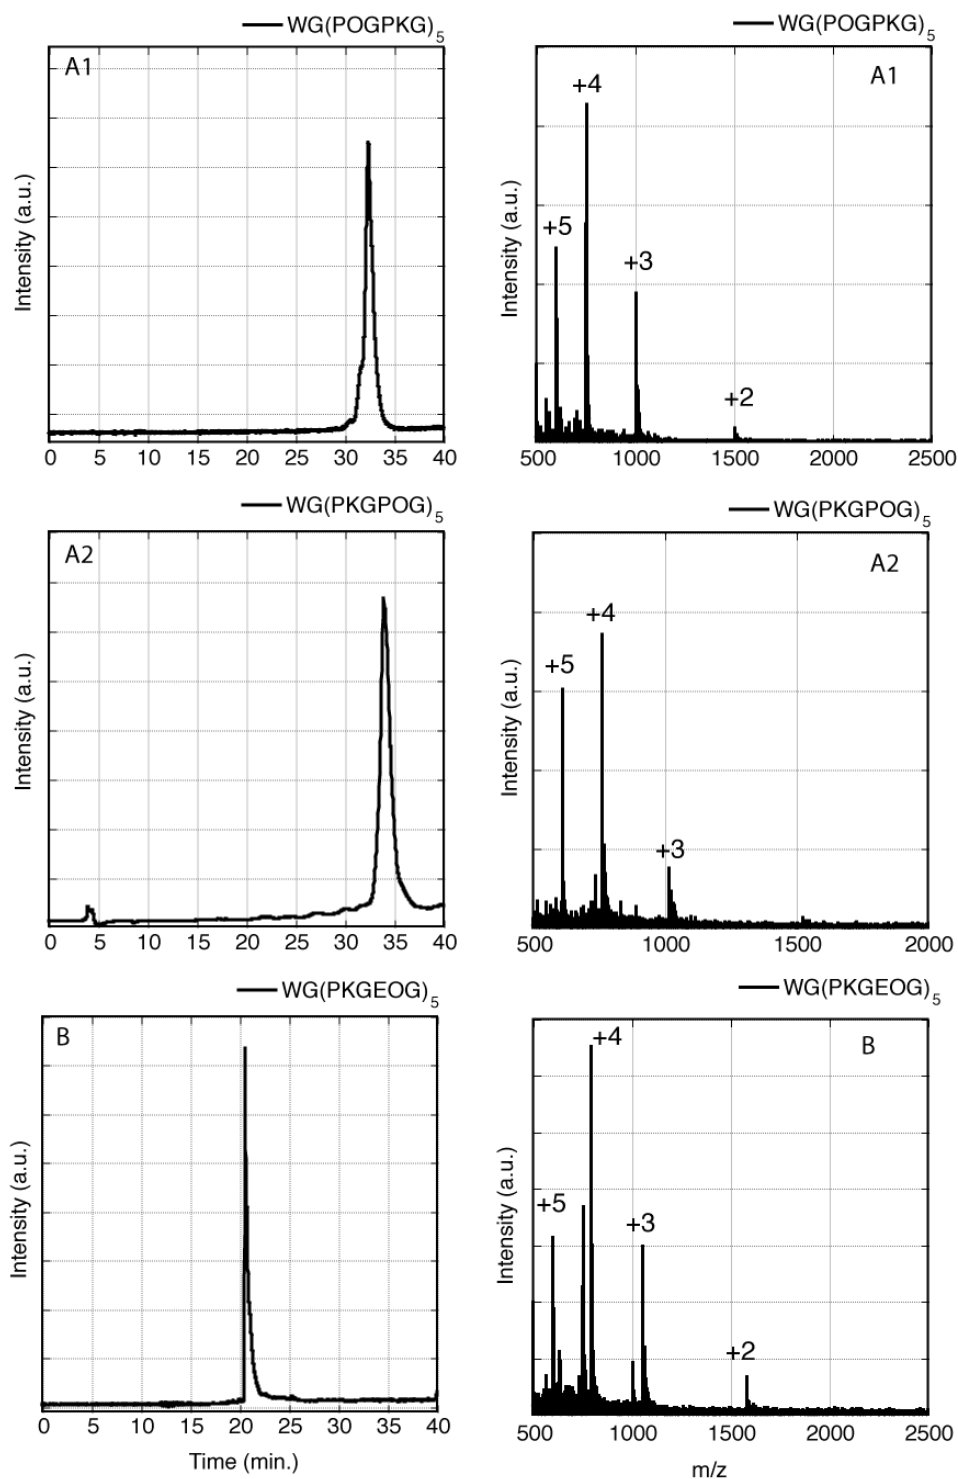 WG(POGPKG)5
A1
Intensity (a.u.)
0 5 10 15 20 25 30 35 40
WG(POGPKG)5
A1
+4
+5
+3
+2
Intensity (a.u.)
500 1000 1500 2000 2500
WG(PKGPOG)5
A2
Intensity (a.u.)
0 5 10 15 20 25 30 35 40
WG(PKGPOG)5
A2
+4
+5
+3
Intensity (a.u.)
500 1000 1500 2000
WG(PKGEOG)5
B
Intensity (a.u.)
0 5 10 15 20 25 30 35 40
Time (min.)
WG(PKGEOG)5
B
+4
+5
+3
+2
Intensity (a.u.)
500 1000 1500 2000 2500
m/z